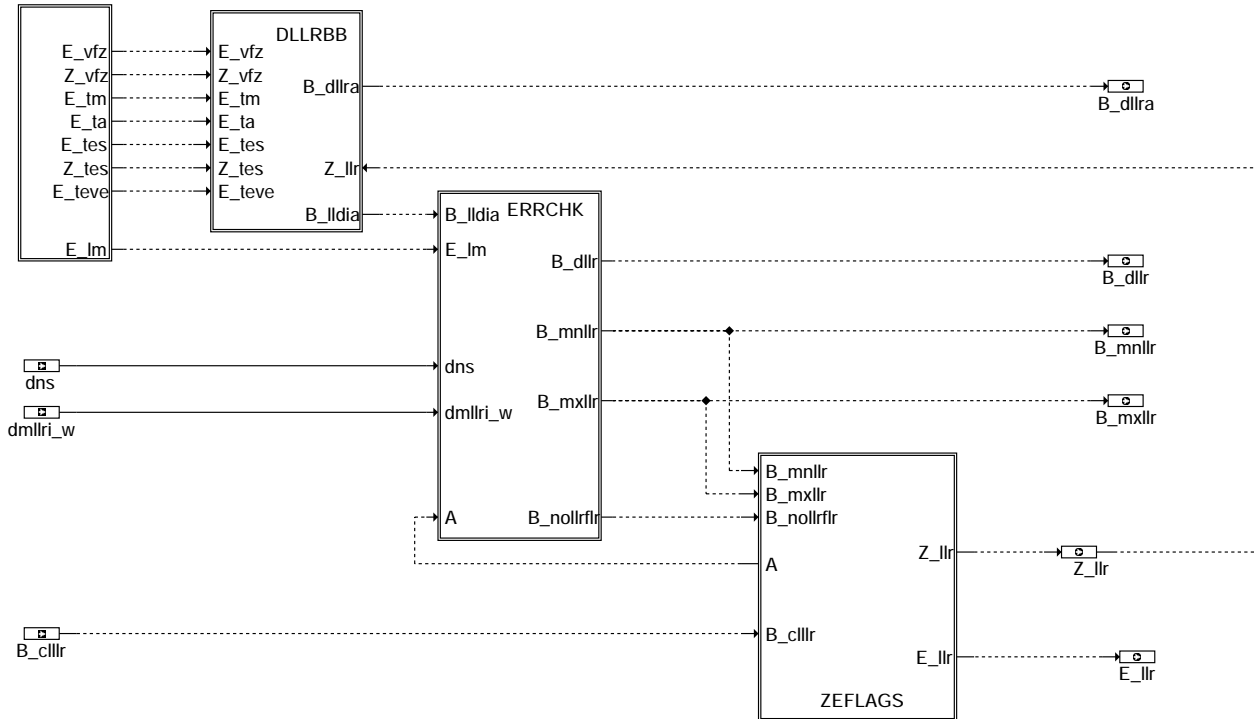 E_vfz
Z_vfz
E_tm
E_ta
E_tes
Z_tes
E_teve
E_lm
DLLRBB
E_vfz
Z_vfz
E_tm
E_ta
E_tes
Z_tes
E_teve
B_dllra
Z_llr
B_lldia
B_dllra
ERRCHK
B_lldia
E_lm
dns
dmllri_w
A
B_dllr
B_mnllr
B_mxllr
B_nollrflr
B_dllr
B_mnllr
B_mxllr
dns
dmllri_w
B_clllr
B_mnllr
B_mxllr
B_nollrflr
A
B_clllr
Z_llr
E_llr
ZEFLAGS
Z_llr
E_llr